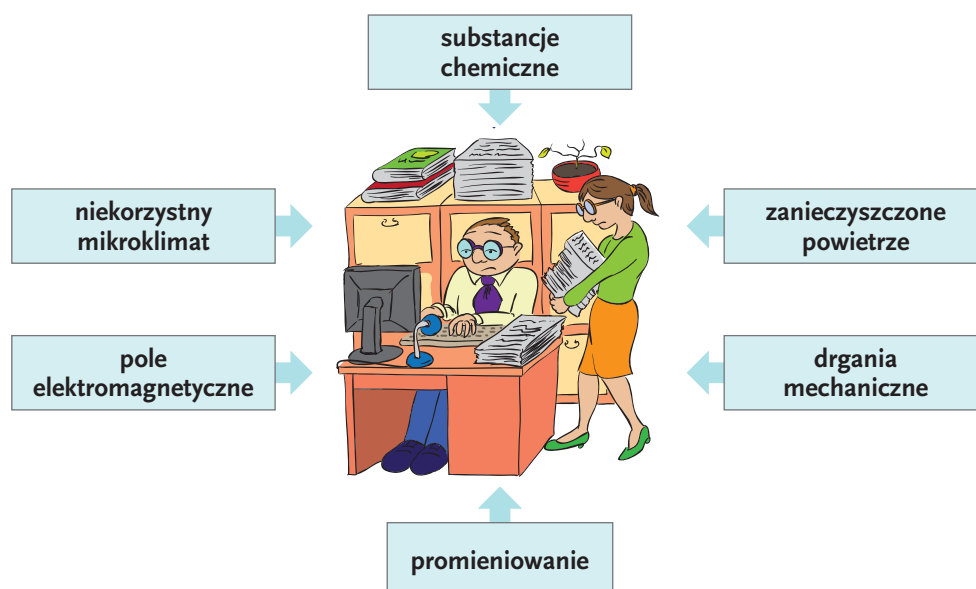 substancje
chemiczne
niekorzystny
mikroklimat
zanieczyszczone
powietrze
pole
elektromagnetyczne
drgania
mechaniczne
promieniowanie